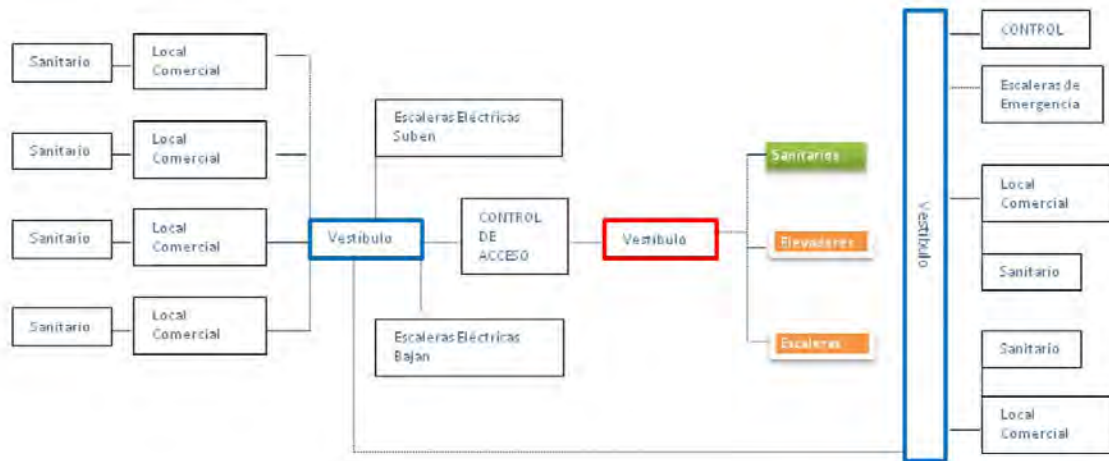 Sanitario
Local
Comercial
Sanitario
Local
Comercial
Sanitario
Local
Comercial
Sanitario
Local
Comercial
Escaleras Eléctricas
Suben
Vestíbulo
CONTROL
DE
ACCESO
Escaleras Eléctricas
Bajan
Vestíbulo
Sanitarios
Elevadores
Escaleras
Vestíbulo
CONTROL
Escaleras de
Emergencia
Local
Comercial
Sanitario
Sanitario
Local
Comercial